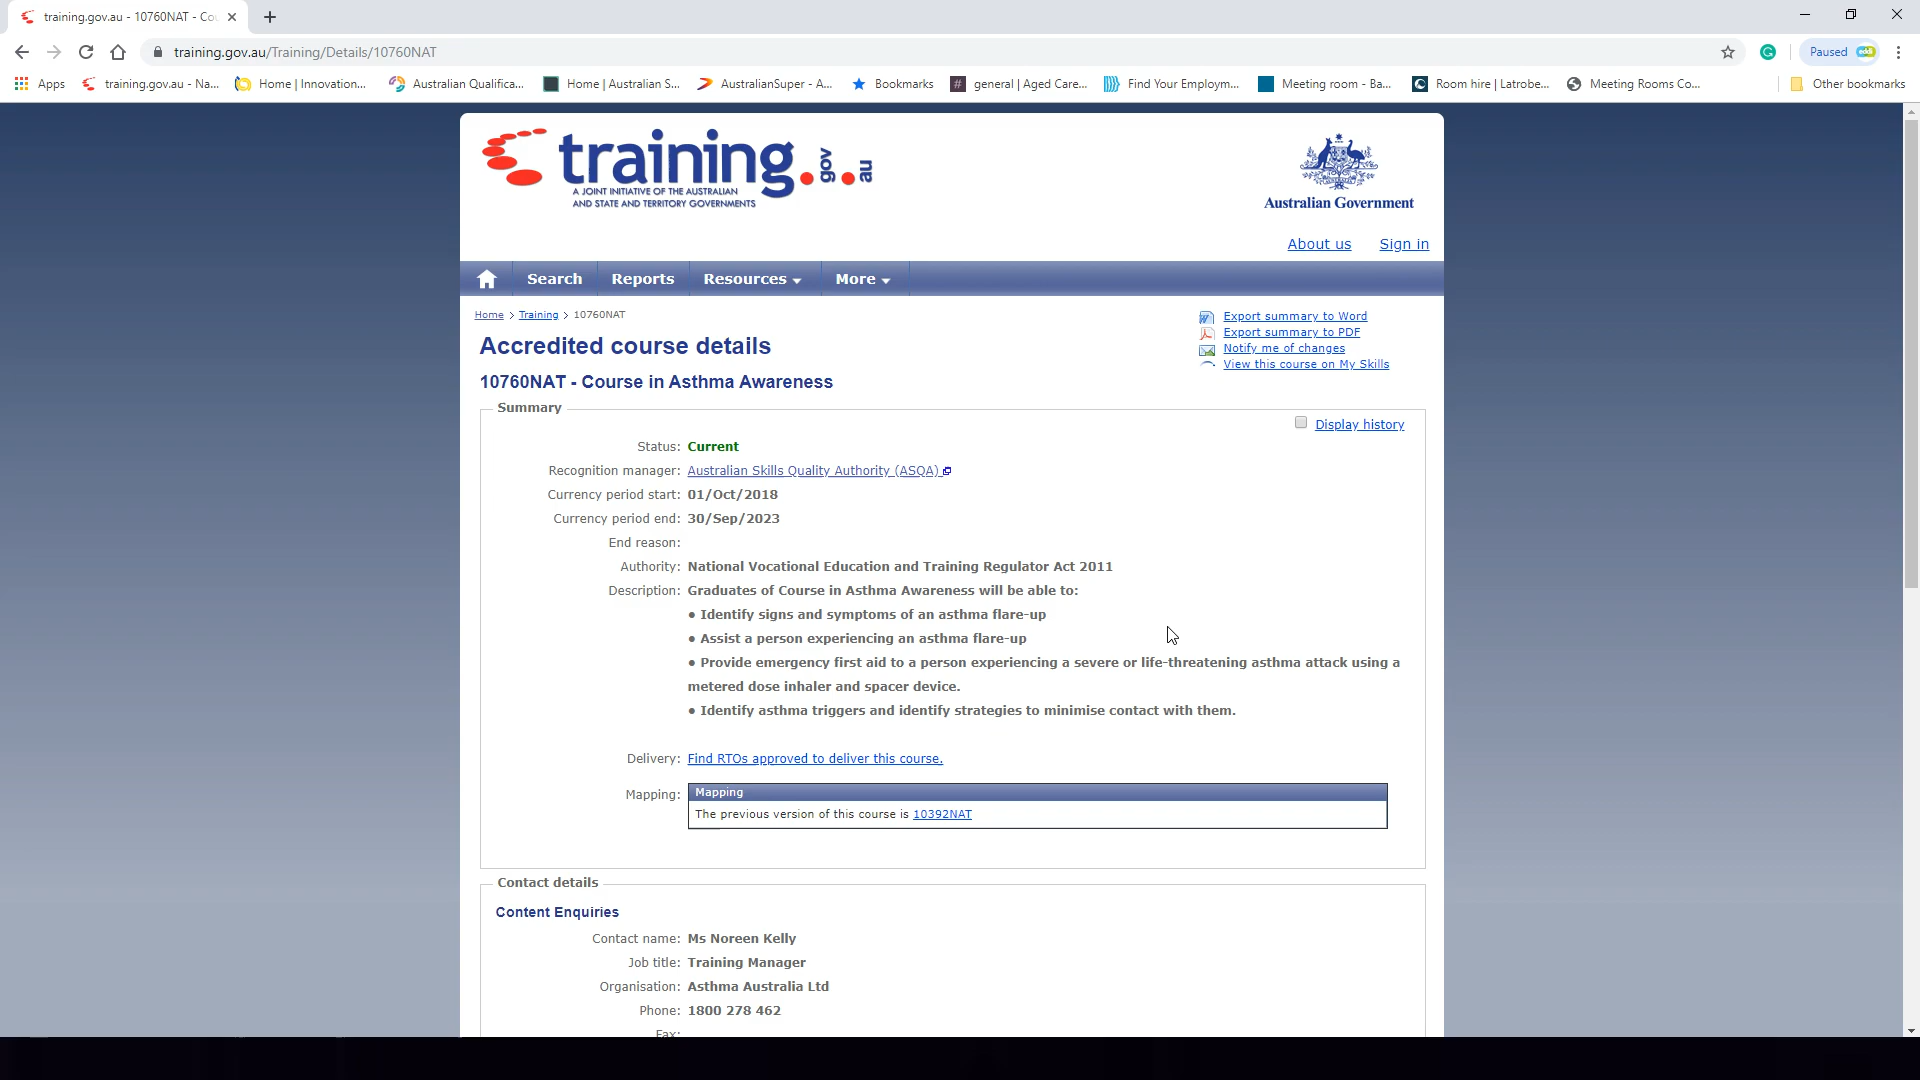 training.gov.au - 10760NAT - Co
training.gov.au/Training/Details/10760NAT
Paused
Apps
training.gov.au - Na...
Home | Innovation...
Australian Qualifica...
Home | Australian S...
AustralianSuper - A...
Bookmarks
general | Aged Care...
Find Your Employm...
Meeting room - Ba...
Room hire | Latrobe...
Meeting Rooms Co...
Other bookmarks
training.gov.au
A JOINT INITIATIVE OF THE AUSTRALIAN
AND STATE AND TERRITORY GOVERNMENTS
Australian Government
About us Sign in
Search Reports Resources More
Home > Training > 10760NAT
Export summary to Word
Export summary to PDF
Notify me of changes
View this course on My Skills
Accredited course details
10760NAT - Course in Asthma Awareness
Summary
Display history
Status: Current
Recognition manager: Australian Skills Quality Authority (ASQA)
Currency period start: 01/Oct/2018
Currency period end: 30/Sep/2023
End reason:
Authority: National Vocational Education and Training Regulator Act 2011
Description: Graduates of Course in Asthma Awareness will be able to:
• Identify signs and symptoms of an asthma flare-up
• Assist a person experiencing an asthma flare-up
• Provide emergency first aid to a person experiencing a severe or life-threatening asthma attack using a
metered dose inhaler and spacer device.
• Identify asthma triggers and identify strategies to minimise contact with them.
Delivery: Find RTOs approved to deliver this course.
Mapping: Mapping
The previous version of this course is 10392NAT
Contact details
Content Enquiries
Contact name: Ms Noreen Kelly
Job title: Training Manager
Organisation: Asthma Australia Ltd
Phone: 1800 278 462
Fax: